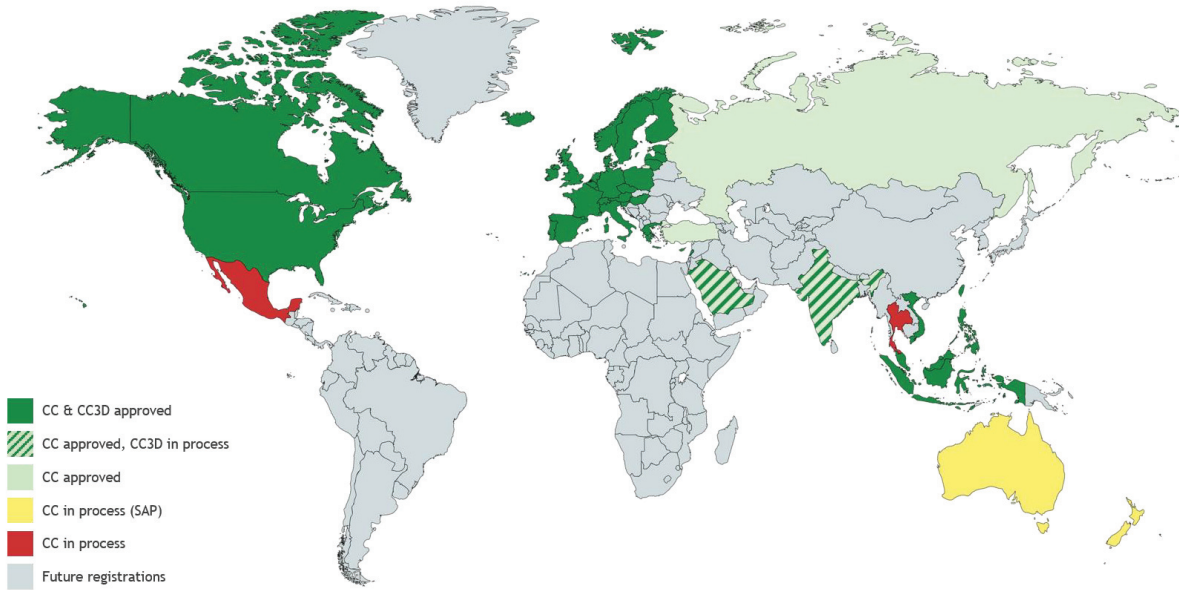 CC & CC3D approved
CC approved, CC3D in process
CC approved
CC in process (SAP)
CC in process
Future registrations